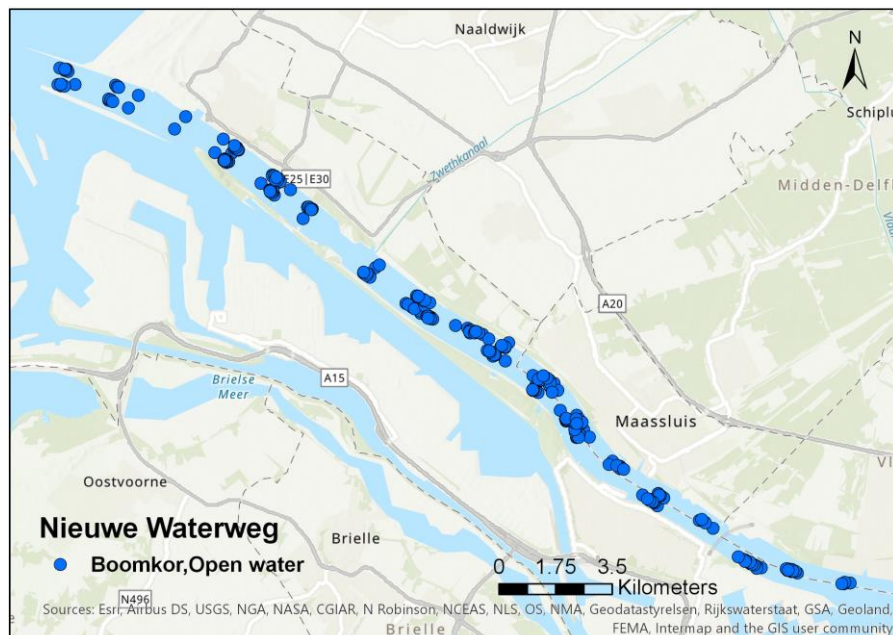 Naaldwijk
N
Schiplu
Zwethkanaal
E25|E30
Midden-Delfl
Vlaa
A20
A15
Brielse
Meer
Maassluis
Vl
Oostvoorne
Nieuwe Waterweg
Brielle
Boomkor,Open water
0 1.75 3.5
Kilometers
N496
Sources: Esri, Airbus DS, USGS, NGA, NASA, CGIAR, N Robinson, NCEAS, NLS, OS, NMA, Geodatastyrelsen, Rijkswaterstaat, GSA, Geoland,
FEMA, Intermap and the GIS user community
Brielle